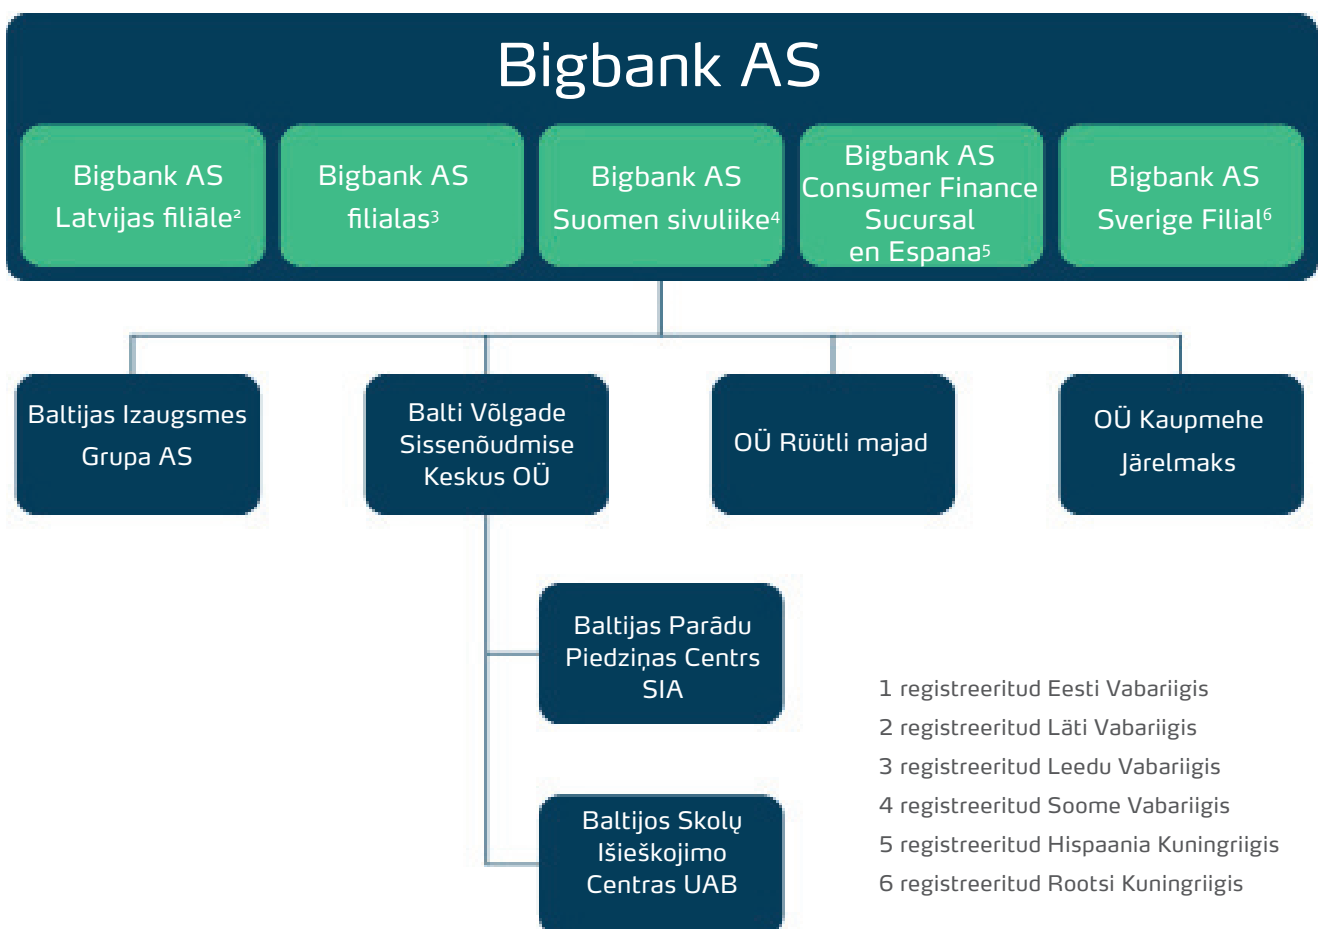 Bigbank AS
Bigbank AS
Latvijas filiāle²
Bigbank AS
filialas³
Bigbank AS
Suomen sivuliike⁴
Bigbank AS
Consumer Finance
Sucursal
en Espana⁵
Bigbank AS
Sverige Filial⁶
Baltijas Izaugsmes
Grupa AS
Balti Võlgade
Sissenõudmise
Keskus OÜ
OÜ Rüütli majad
OÜ Kaupmehe
Järelmaks
Baltijas Parādu
Piedziņas Centrs
SIA
Baltijos Skolų
Išieškojimo
Centras UAB
1 registreeritud Eesti Vabariigis
2 registreeritud Läti Vabariigis
3 registreeritud Leedu Vabariigis
4 registreeritud Soome Vabariigis
5 registreeritud Hispaania Kuningriigis
6 registreeritud Rootsi Kuningriigis